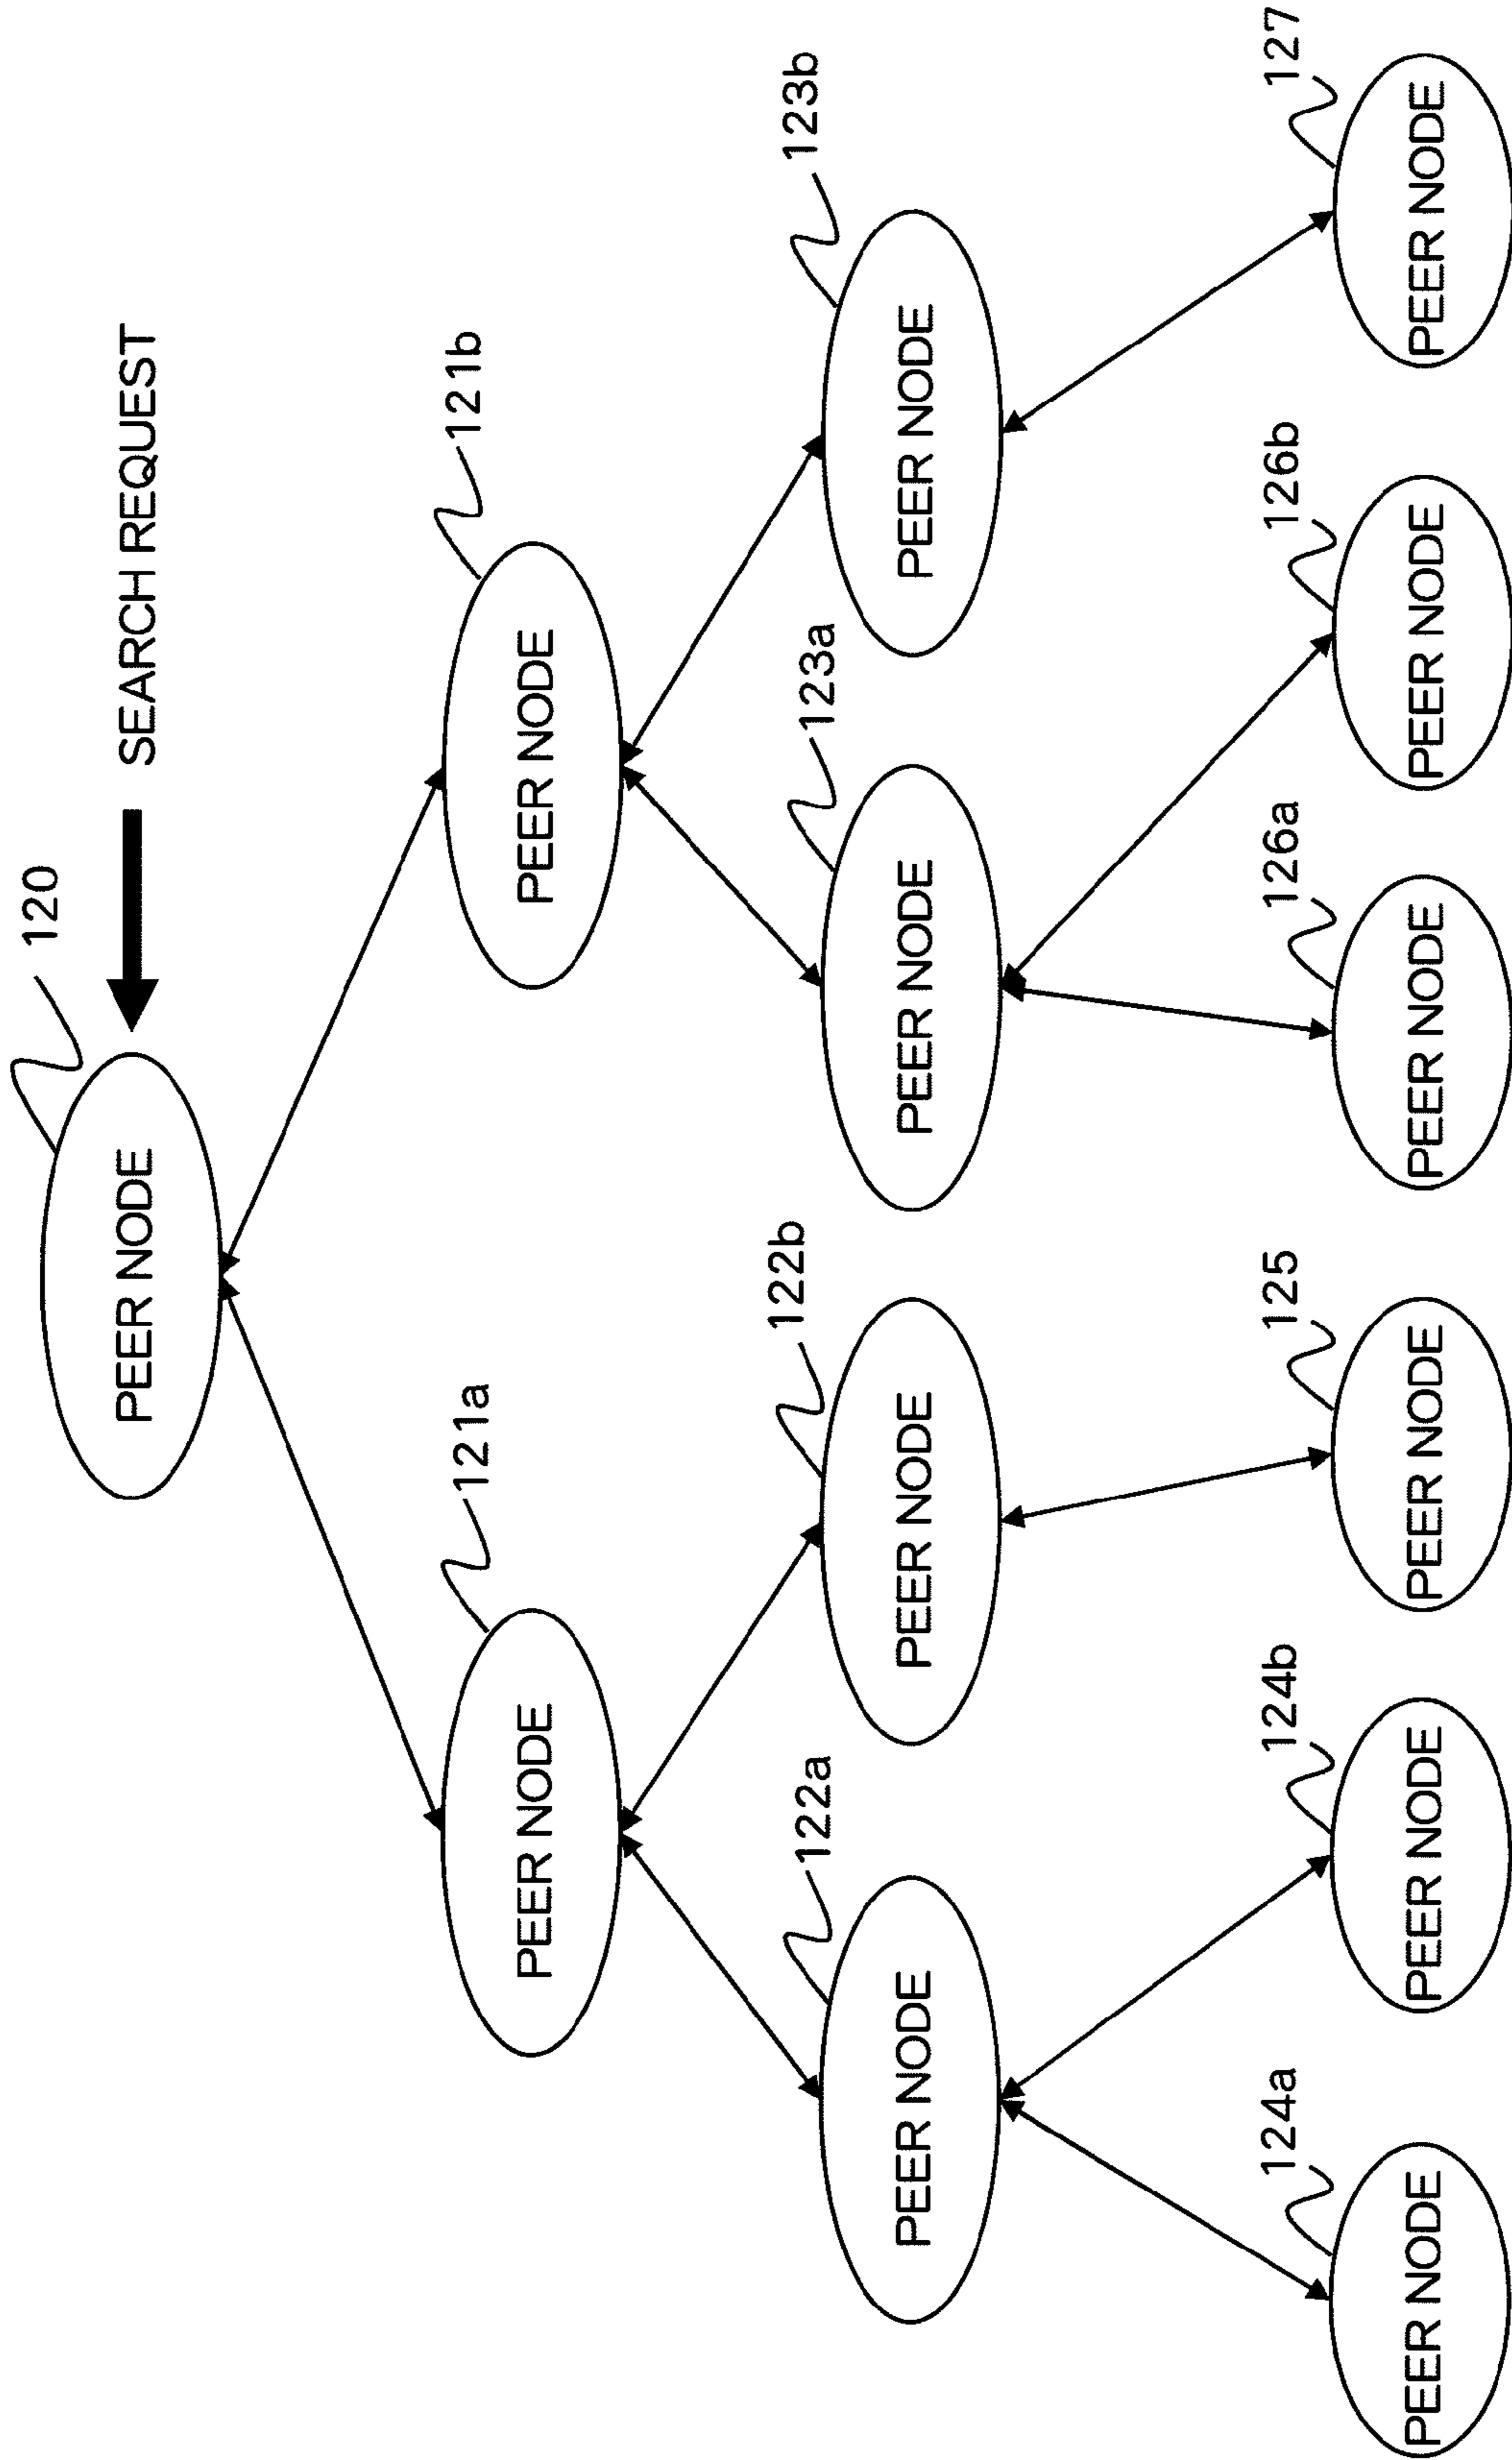 120
SEARCH REQUEST
PEER NODE
121a
121b
PEER NODE
PEER NODE
122a
122b
123a
123b
PEER NODE
PEER NODE
PEER NODE
PEER NODE
124a
124b
125
126a
126b
127
PEER NODE
PEER NODE
PEER NODE
PEER NODE
PEER NODE
PEER NODE